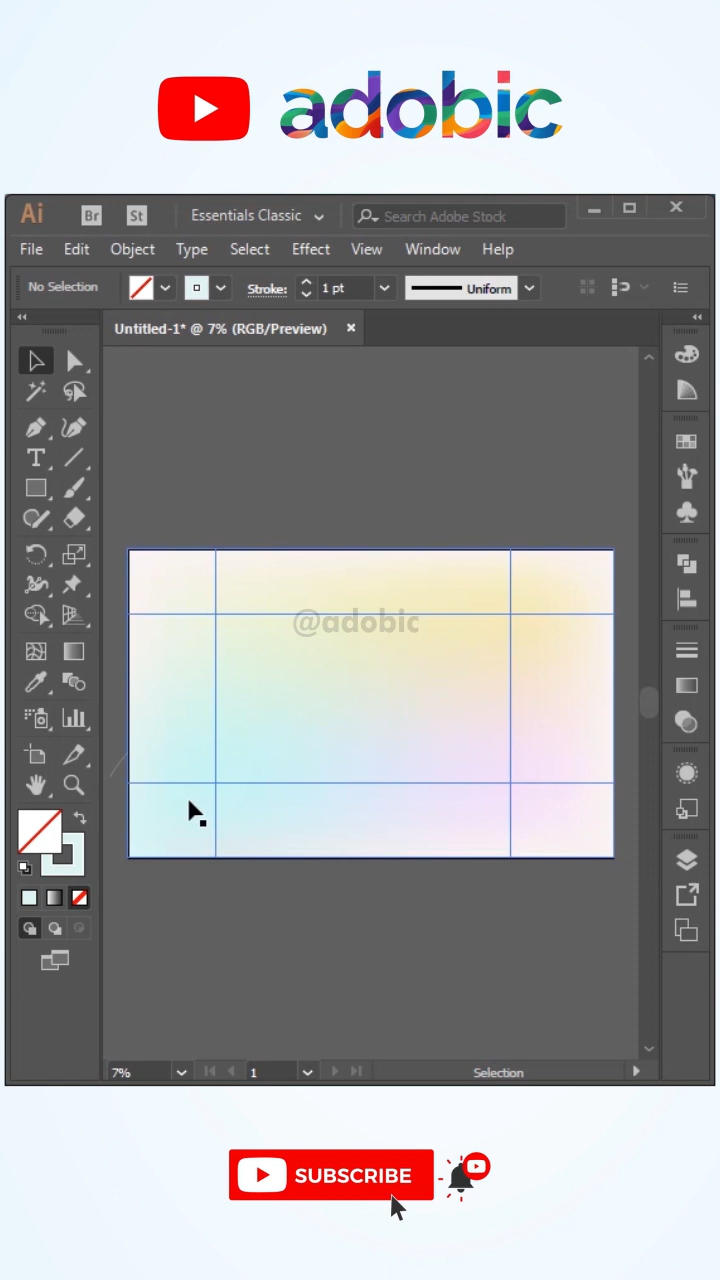 adobic
Ai Br St Essentials Classic Search Adobe Stock
File Edit Object Type Select Effect View Window Help
No Selection Stroke: 1 pt Uniform
Untitled-1* @ 7% (RGB/Preview)
@adobic
7% 1 Selection
SUBSCRIBE